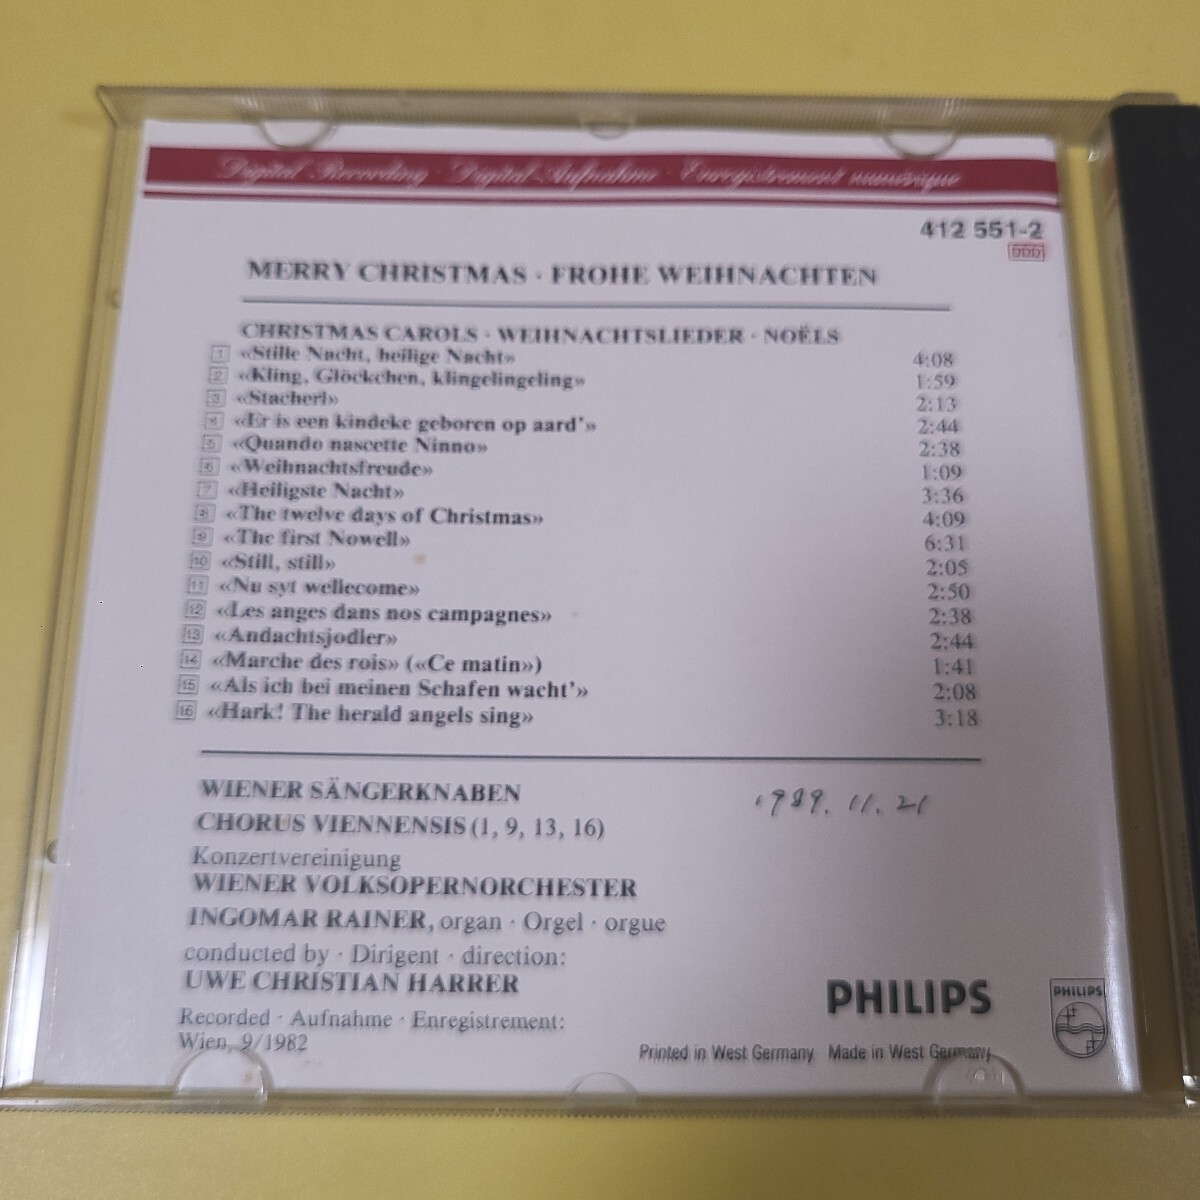 Digital Recording · Digital-Aufnahme · Enregistrement numérique
412 551-2
DDD
MERRY CHRISTMAS · FROHE WEIHNACHTEN
CHRISTMAS CAROLS · WEIHNACHTSLIEDER · NOËLS
1 «Stille Nacht, heilige Nacht» 4:08
2 «Kling, Glöckchen, klingelingeling» 1:59
3 «Stacherl» 2:13
4 «Er is een kindeke geboren op aard'» 2:44
5 «Quando nascette Ninno» 2:38
6 «Weihnachtsfreude» 1:09
7 «Heiligste Nacht» 3:36
8 «The twelve days of Christmas» 4:09
9 «The first Nowell» 6:31
10 «Still, still» 2:05
11 «Nu syt wellecome» 2:50
12 «Les anges dans nos campagnes» 2:38
13 «Andachtsjodler» 2:44
14 «Marche des rois» («Ce matin») 1:41
15 «Als ich bei meinen Schafen wacht'» 2:08
16 «Hark! The herald angels sing» 3:18
WIENER SÄNGERKNABEN
1989. 11. 21
CHORUS VIENNENSIS (1, 9, 13, 16)
Konzertvereinigung
WIENER VOLKSOPERNORCHESTER
INGOMAR RAINER, organ · Orgel · orgue
conducted by · Dirigent · direction:
UWE CHRISTIAN HARRER
Recorded · Aufnahme · Enregistrement:
Wien, 9/1982
PHILIPS
PHILIPS
Printed in West Germany Made in West Germany